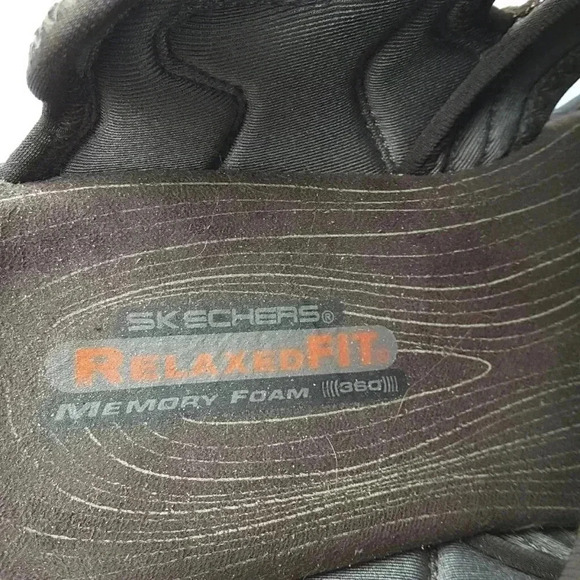 SKECHERS®
RELAXED FIT®
MEMORY FOAM ((((360))))